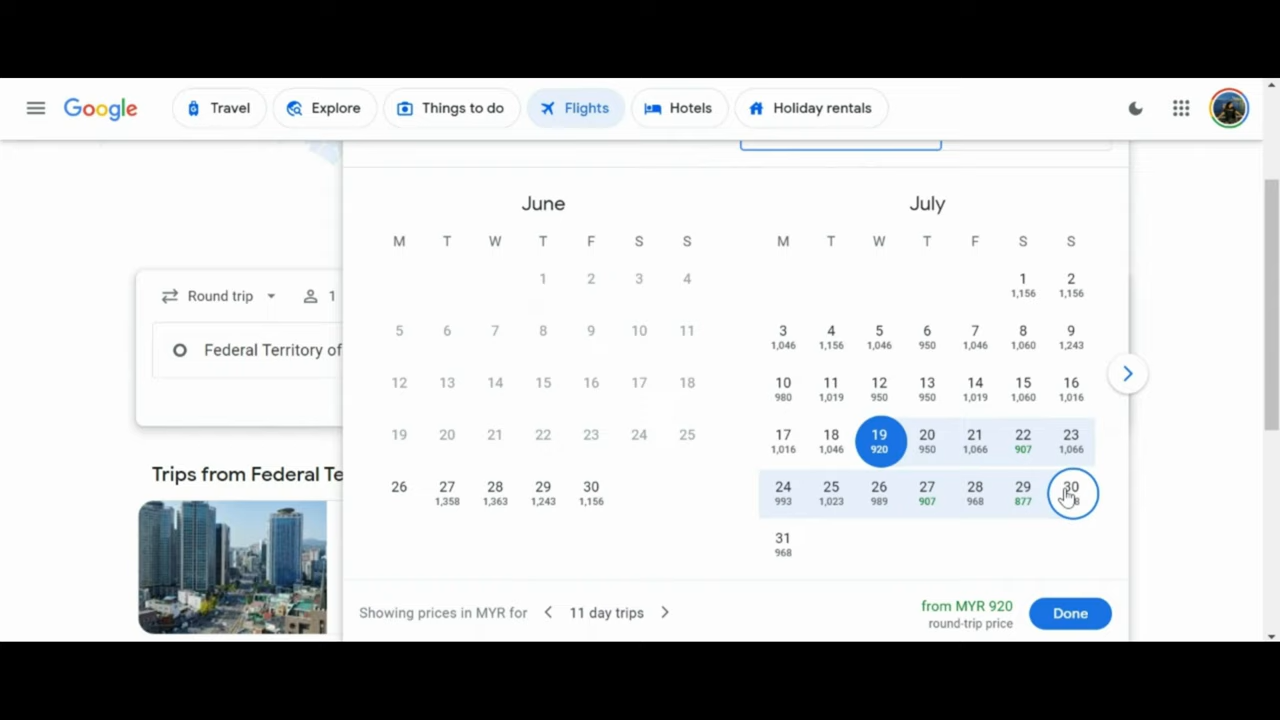 Google Travel Explore Things to do Flights Hotels Holiday rentals
June July
M T W T F S S M T W T F S S
1 2 3 4 1 2
1,156 1,156
5 6 7 8 9 10 11 3 4 5 6 7 8 9
1,046 1,156 1,046 950 1,046 1,060 1,243
12 13 14 15 16 17 18 10 11 12 13 14 15 16
980 1,019 950 950 1,019 1,060 1,016
19 20 21 22 23 24 25 17 18 19 20 21 22 23
1,016 1,046 920 950 1,066 907 1,066
26 27 28 29 30 24 25 26 27 28 29 30
1,358 1,363 1,243 1,156 993 1,023 989 907 968 877
31
968
Round trip 1
Federal Territory of
Trips from Federal Te
Showing prices in MYR for 11 day trips from MYR 920 Done
round-trip price